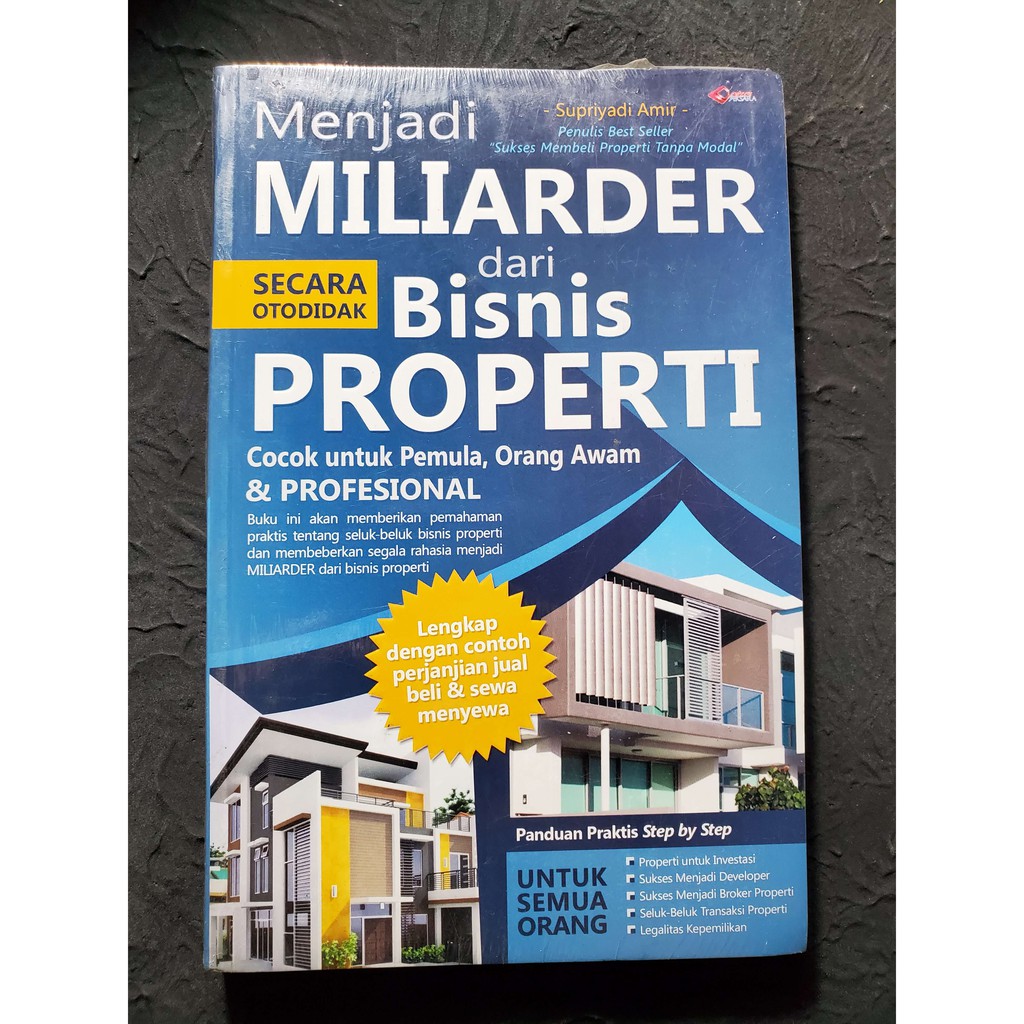 Menjadi
- Supriyadi Amir -
Penulis Best Seller
"Sukses Membeli Properti Tanpa Modal"
MILIARDER
dari
SECARA
OTODIDAK
Bisnis
PROPERTI
Cocok untuk Pemula, Orang Awam
& PROFESIONAL
Buku ini akan memberikan pemahaman
praktis tentang seluk-beluk bisnis properti
dan membeberkan segala rahasia menjadi
MILIARDER dari bisnis properti
Lengkap
dengan contoh
perjanjian jual
beli & sewa
menyewa
Panduan Praktis Step by Step
UNTUK
SEMUA
ORANG
Properti untuk Investasi
Sukses Menjadi Developer
Sukses Menjadi Broker Properti
Seluk-Beluk Transaksi Properti
Legalitas Kepemilikan